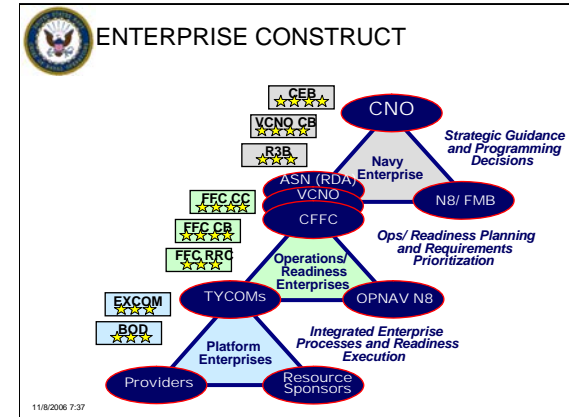 ENTERPRISE CONSTRUCT
CEB
CNO
VCNO CB
Strategic Guidance
and Programming
Decisions
R3B
Navy
Enterprise
ASN (RDA)
VCNO
N8/ FMB
FFC CC
CFFC
FFC CB
Ops/ Readiness Planning
and Requirements
Prioritization
FFC RRC
Operations/
Readiness
Enterprises
EXCOM
TYCOMs
OPNAV N8
BOD
Integrated Enterprise
Processes and Readiness
Execution
Platform
Enterprises
Providers
Resource
Sponsors
11/8/2006 7:37